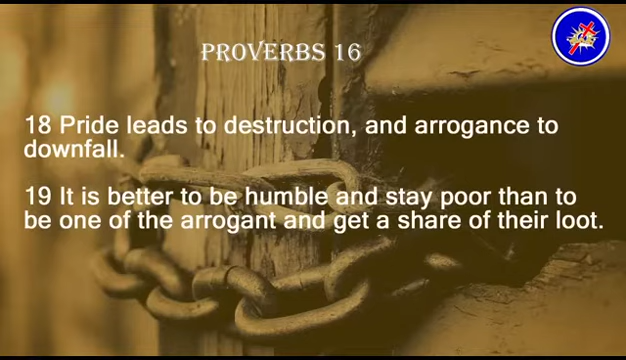 PROVERBS 16
18 Pride leads to destruction, and arrogance to
downfall.
19 It is better to be humble and stay poor than to
be one of the arrogant and get a share of their loot.